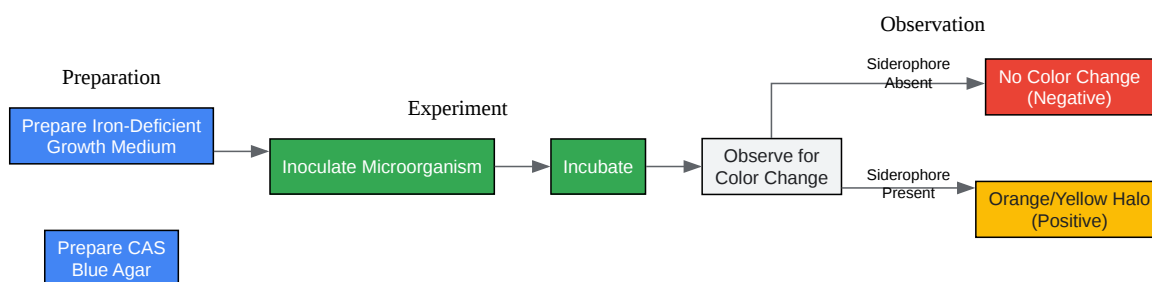 Observation
Preparation
Experiment
Prepare Iron-Deficient
Growth Medium
Prepare CAS
Blue Agar
Inoculate Microorganism
Incubate
Observe for
Color Change
Siderophore
Absent
No Color Change
(Negative)
Siderophore
Present
Orange/Yellow Halo
(Positive)